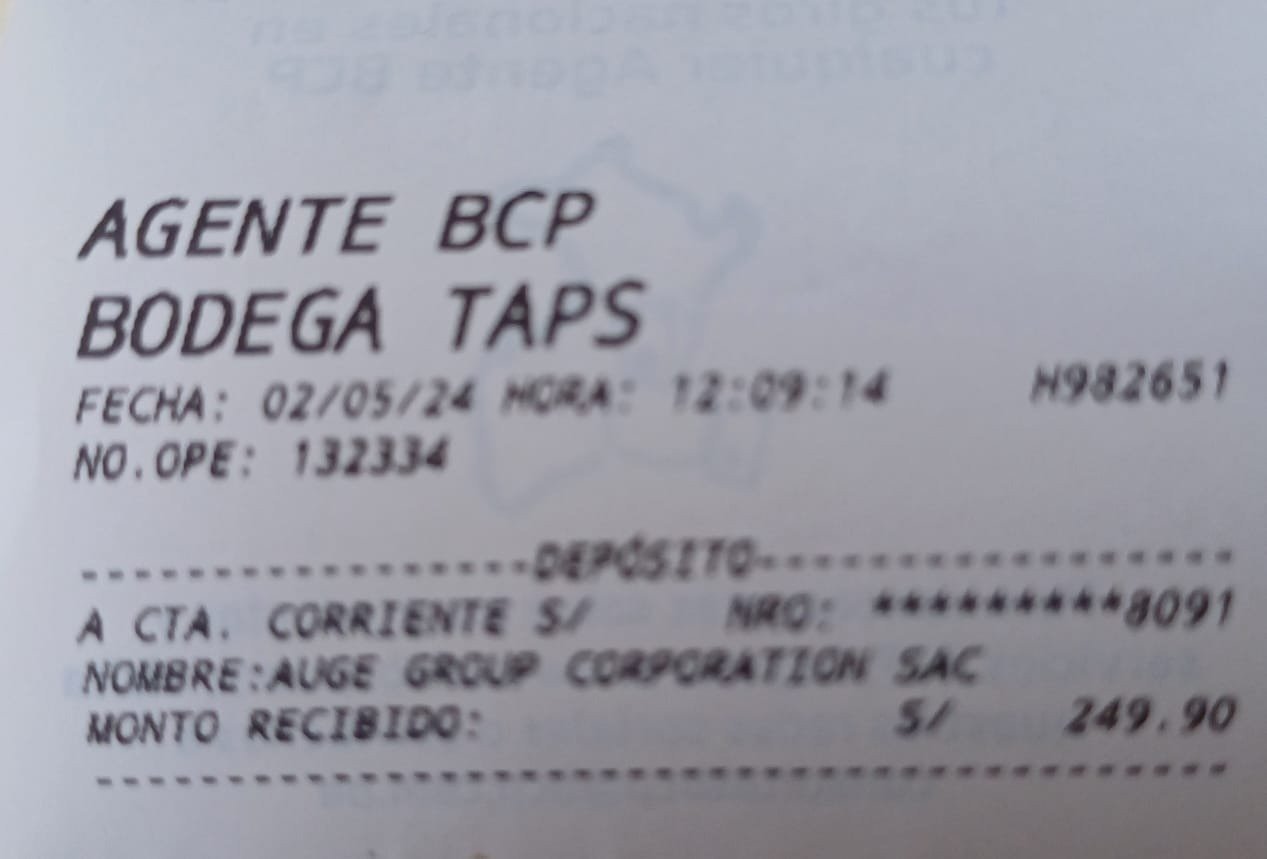 AGENTE BCP
BODEGA TAPS
FECHA: 02/05/24 HORA: 12:09:14 H982651
NO.OPE: 132334
-----------------DEPÓSITO------------------
A CTA. CORRIENTE S/ NRO: *********8091
NOMBRE:AUGE GROUP CORPORATION SAC
MONTO RECIBIDO: S/ 249.90
-------------------------------------------